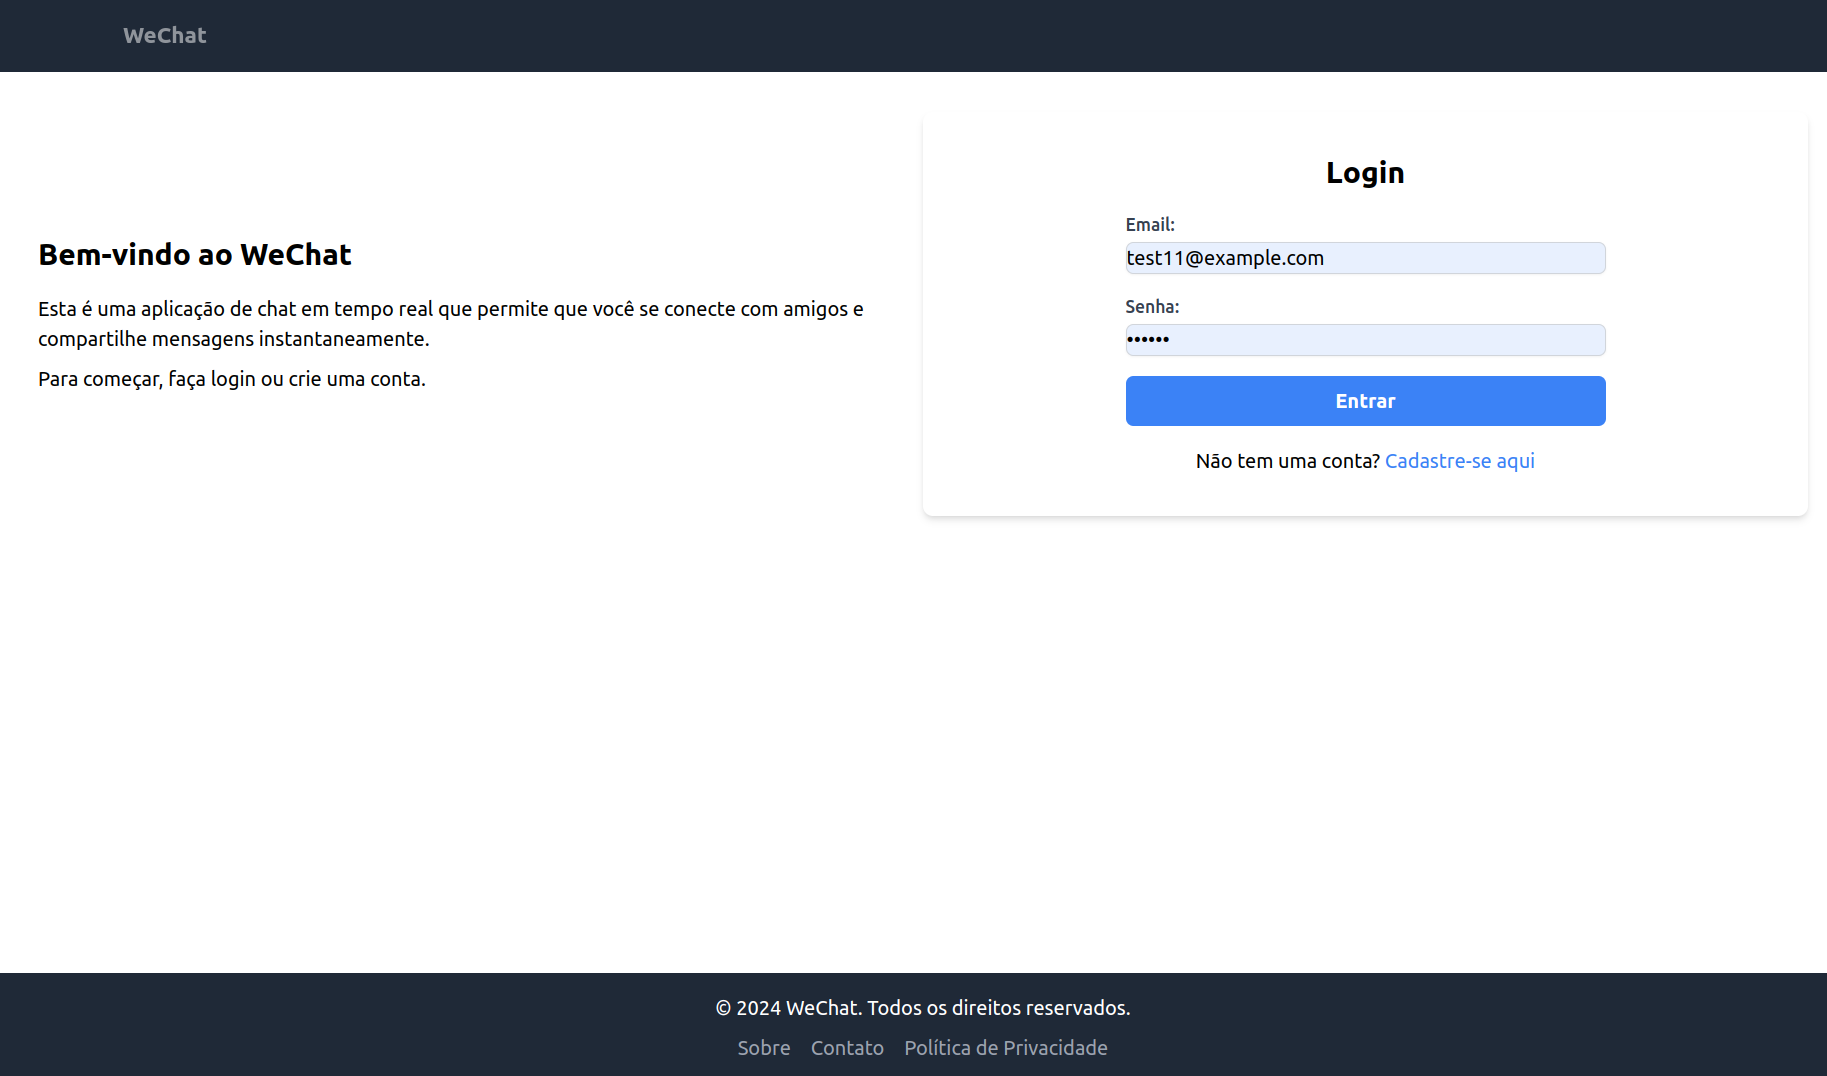 WeChat
Bem-vindo ao WeChat
Esta é uma aplicação de chat em tempo real que permite que você se conecte com amigos e
compartilhe mensagens instantaneamente.
Para começar, faça login ou crie uma conta.
Login
Email:
test11@example.com
Senha:
••••••
Entrar
Não tem uma conta? Cadastre-se aqui
© 2024 WeChat. Todos os direitos reservados.
Sobre Contato Política de Privacidade